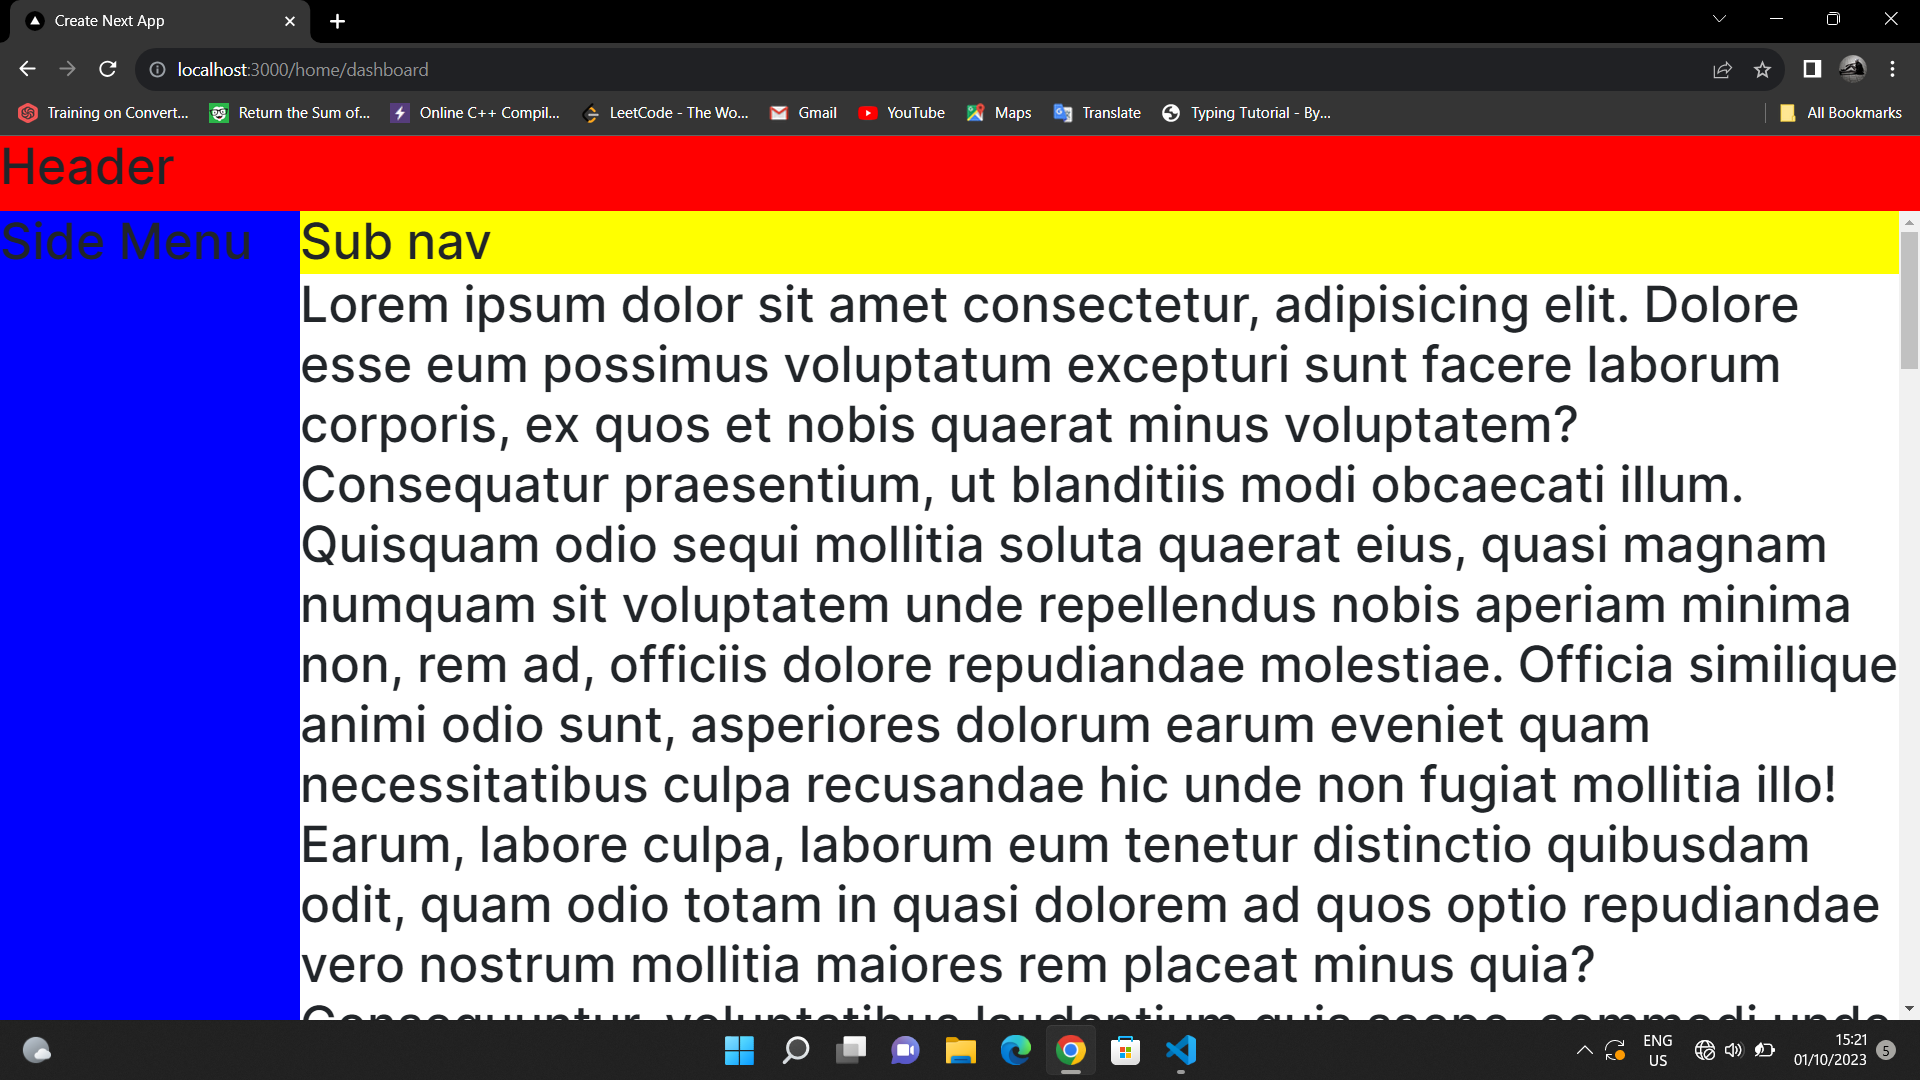 Create Next App
localhost:3000/home/dashboard
Training on Convert... Return the Sum of... Online C++ Compil... LeetCode - The Wo... Gmail YouTube Maps Translate Typing Tutorial - By... All Bookmarks
Header
Side Menu
Sub nav
Lorem ipsum dolor sit amet consectetur, adipisicing elit. Dolore
esse eum possimus voluptatum excepturi sunt facere laborum
corporis, ex quos et nobis quaerat minus voluptatem?
Consequatur praesentium, ut blanditiis modi obcaecati illum.
Quisquam odio sequi mollitia soluta quaerat eius, quasi magnam
numquam sit voluptatem unde repellendus nobis aperiam minima
non, rem ad, officiis dolore repudiandae molestiae. Officia similique
animi odio sunt, asperiores dolorum earum eveniet quam
necessitatibus culpa recusandae hic unde non fugiat mollitia illo!
Earum, labore culpa, laborum eum tenetur distinctio quibusdam
odit, quam odio totam in quasi dolorem ad quos optio repudiandae
vero nostrum mollitia maiores rem placeat minus quia?
Consequuntur, voluptatibus laudantium quis saepe, commodi unde
ENG
US
15:21
01/10/2023
5